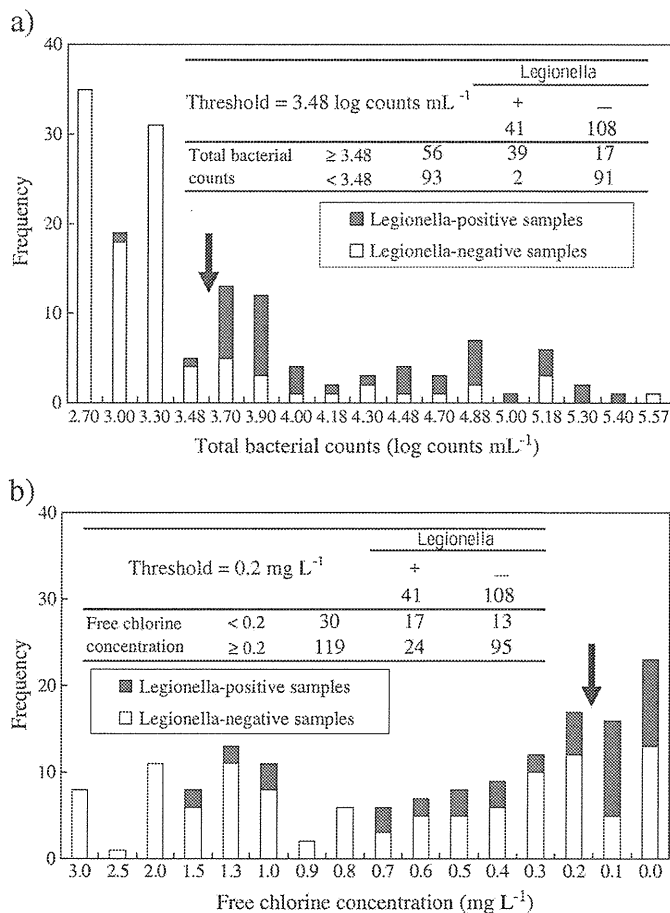 a)
40
30
20
10
0
Frequency
Legionella
Threshold = 3.48 log counts mL⁻¹ + —
41 108
Total bacterial ≥ 3.48 56 39 17
counts < 3.48 93 2 91
Legionella-positive samples
Legionella-negative samples
2.70 3.00 3.30 3.48 3.70 3.90 4.00 4.18 4.30 4.48 4.70 4.88 5.00 5.18 5.30 5.40 5.57
Total bacterial counts (log counts mL⁻¹)
b)
40
30
20
10
0
Frequency
Legionella
Threshold = 0.2 mg L⁻¹ + —
41 108
Free chlorine < 0.2 30 17 13
concentration ≥ 0.2 119 24 95
Legionella-positive samples
Legionella-negative samples
3.0 2.5 2.0 1.5 1.3 1.0 0.9 0.8 0.7 0.6 0.5 0.4 0.3 0.2 0.1 0.0
Free chlorine concentration (mg L⁻¹)